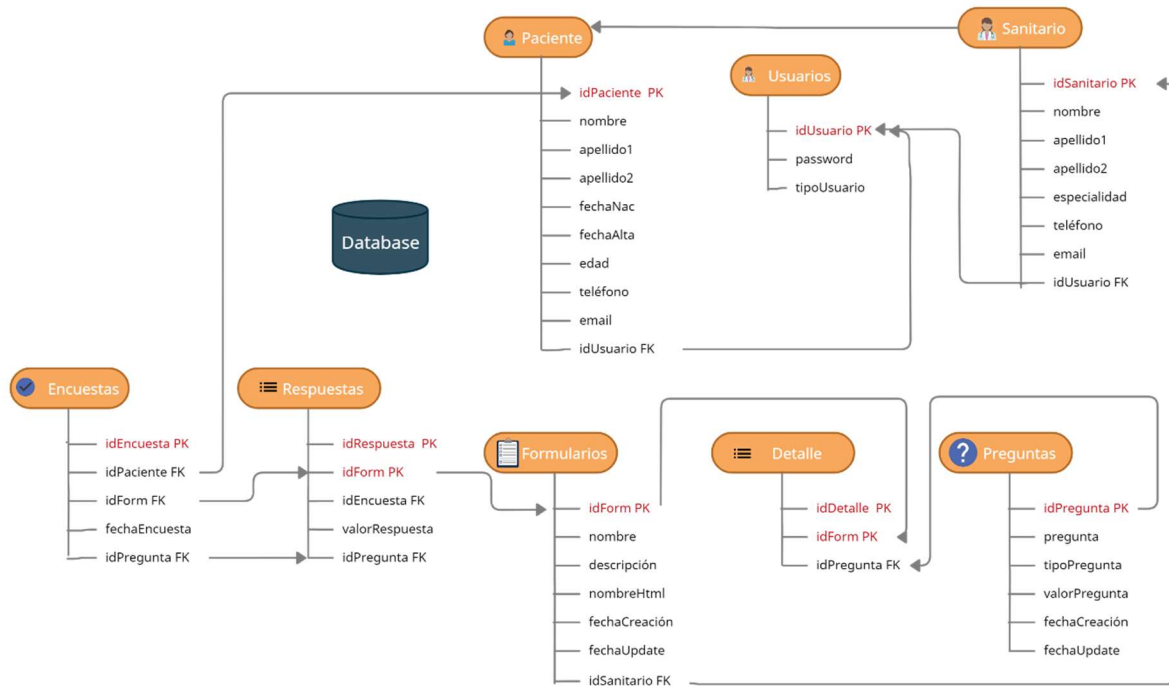 Paciente
idPaciente PK
nombre
apellido1
apellido2
fechaNac
fechaAlta
edad
teléfono
email
idUsuario FK
Usuarios
idUsuario PK
password
tipoUsuario
Sanitario
idSanitario PK
nombre
apellido1
apellido2
especialidad
teléfono
email
idUsuario FK
Database
Encuestas
idEncuesta PK
idPaciente FK
idForm FK
fechaEncuesta
idPregunta FK
Respuestas
idRespuesta PK
idForm PK
idEncuesta FK
valorRespuesta
idPregunta FK
Formularios
idForm PK
nombre
descripción
nombreHtml
fechaCreación
fechaUpdate
idSanitario FK
Detalle
idDetalle PK
idForm PK
idPregunta FK
Preguntas
idPregunta PK
pregunta
tipoPregunta
valorPregunta
fechaCreación
fechaUpdate